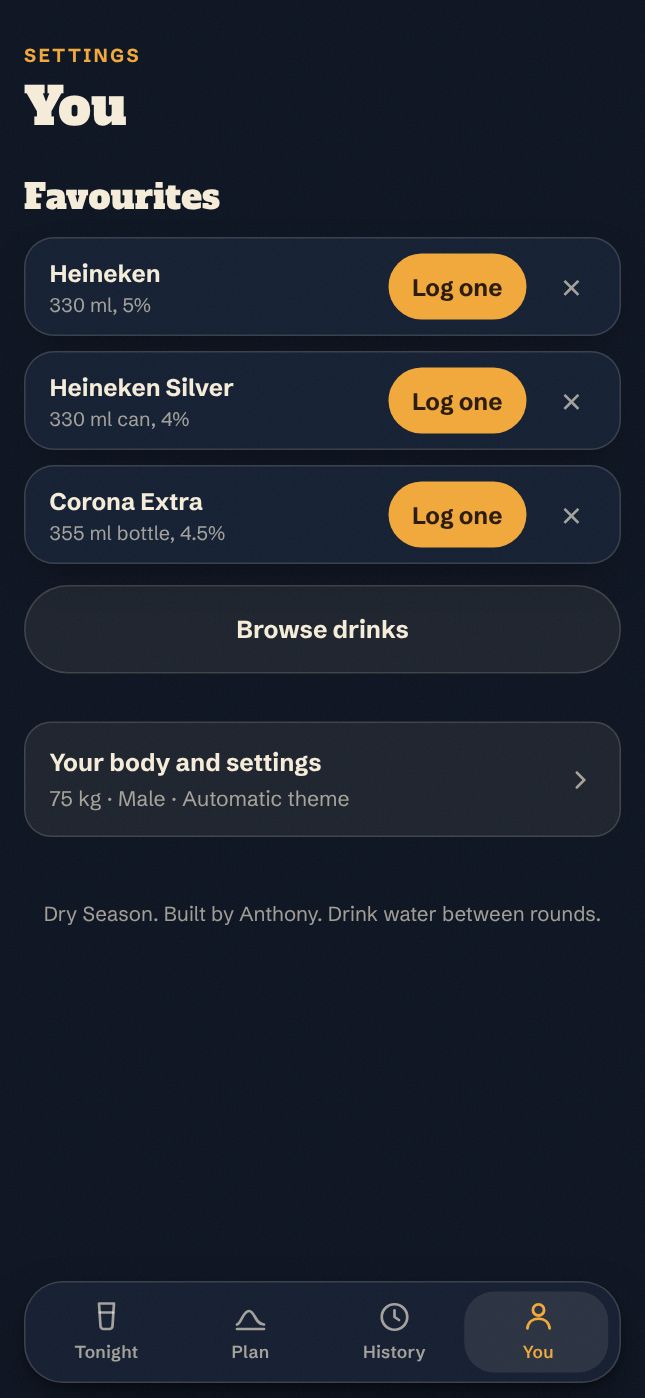 SETTINGS
You
Favourites
Heineken
330 ml, 5%
Log one
×
Heineken Silver
330 ml can, 4%
Log one
×
Corona Extra
355 ml bottle, 4.5%
Log one
×
Browse drinks
Your body and settings
75 kg · Male · Automatic theme
Dry Season. Built by Anthony. Drink water between rounds.
Tonight
Plan
History
You